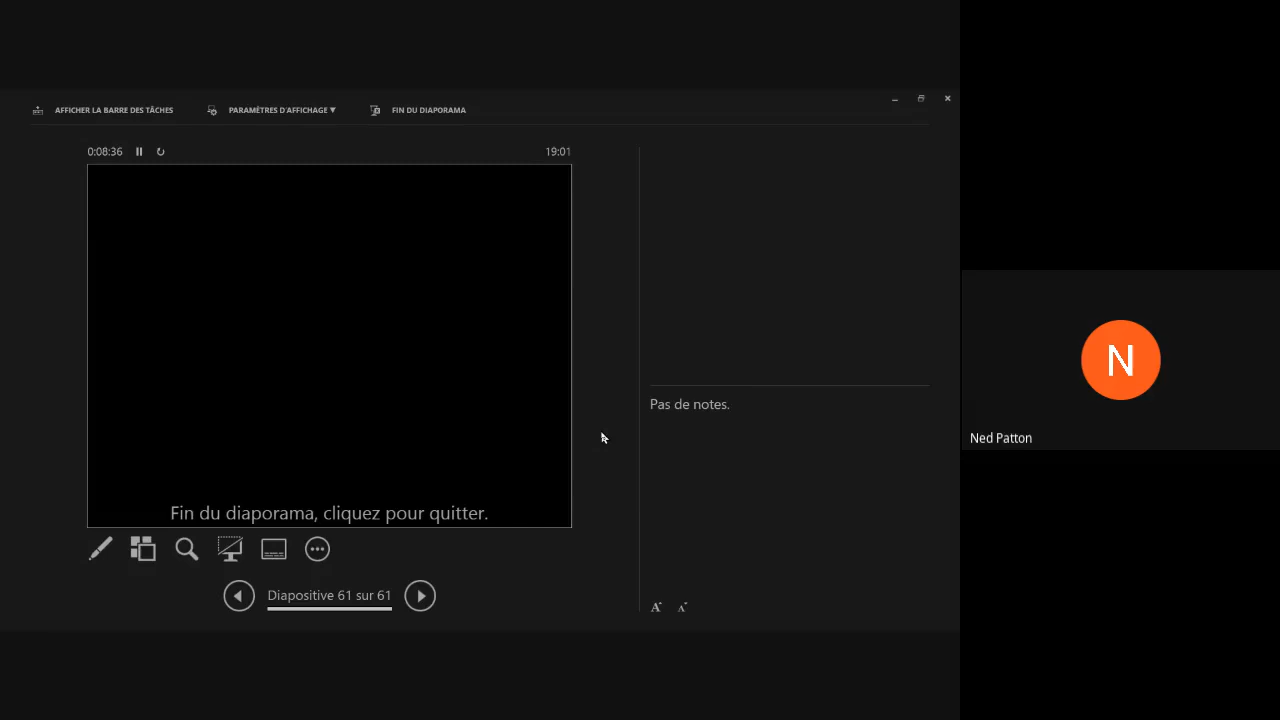 AFFICHER LA BARRE DES TÂCHES
PARAMÈTRES D'AFFICHAGE ▼
FIN DU DIAPORAMA
0:08:36
19:01
Fin du diaporama, cliquez pour quitter.
Diapositive 61 sur 61
Pas de notes.
A A
N
Ned Patton